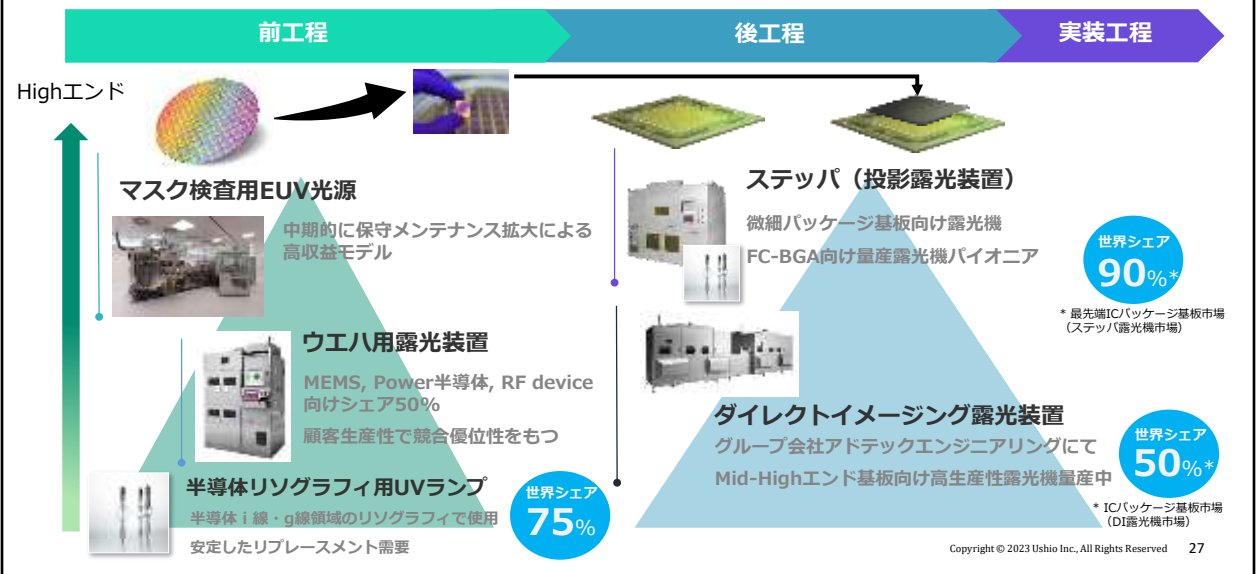 前工程
後工程
実装工程
Highエンド
マスク検査用EUV光源
中期的に保守メンテナンス拡大による
高収益モデル
ウエハ用露光装置
MEMS, Power半導体, RF device
向けシェア50%
顧客生産性で競合優位性をもつ
半導体リソグラフィ用UVランプ
半導体ｉ線・g線領域のリソグラフィで使用
安定したリプレースメント需要
世界シェア
75%
ステッパ（投影露光装置）
微細パッケージ基板向け露光機
FC-BGA向け量産露光機パイオニア
世界シェア
90%*
* 最先端ICパッケージ基板市場
（ステッパ露光機市場）
ダイレクトイメージング露光装置
グループ会社アドテックエンジニアリングにて
Mid-Highエンド基板向け高生産性露光機量産中
世界シェア
50%*
* ICパッケージ基板市場
（DI露光機市場）
Copyright © 2023 Ushio Inc., All Rights Reserved 27